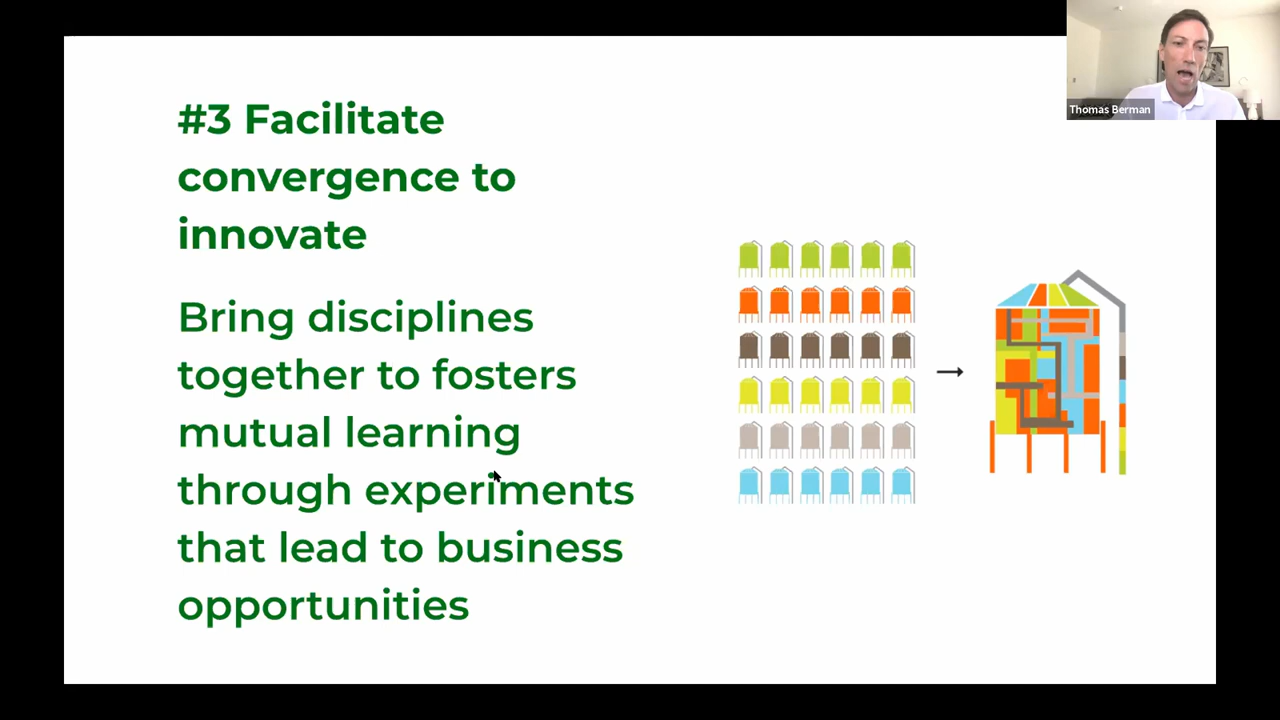 #3 Facilitate
convergence to
innovate
Bring disciplines
together to fosters
mutual learning
through experiments
that lead to business
opportunities
Thomas Berman